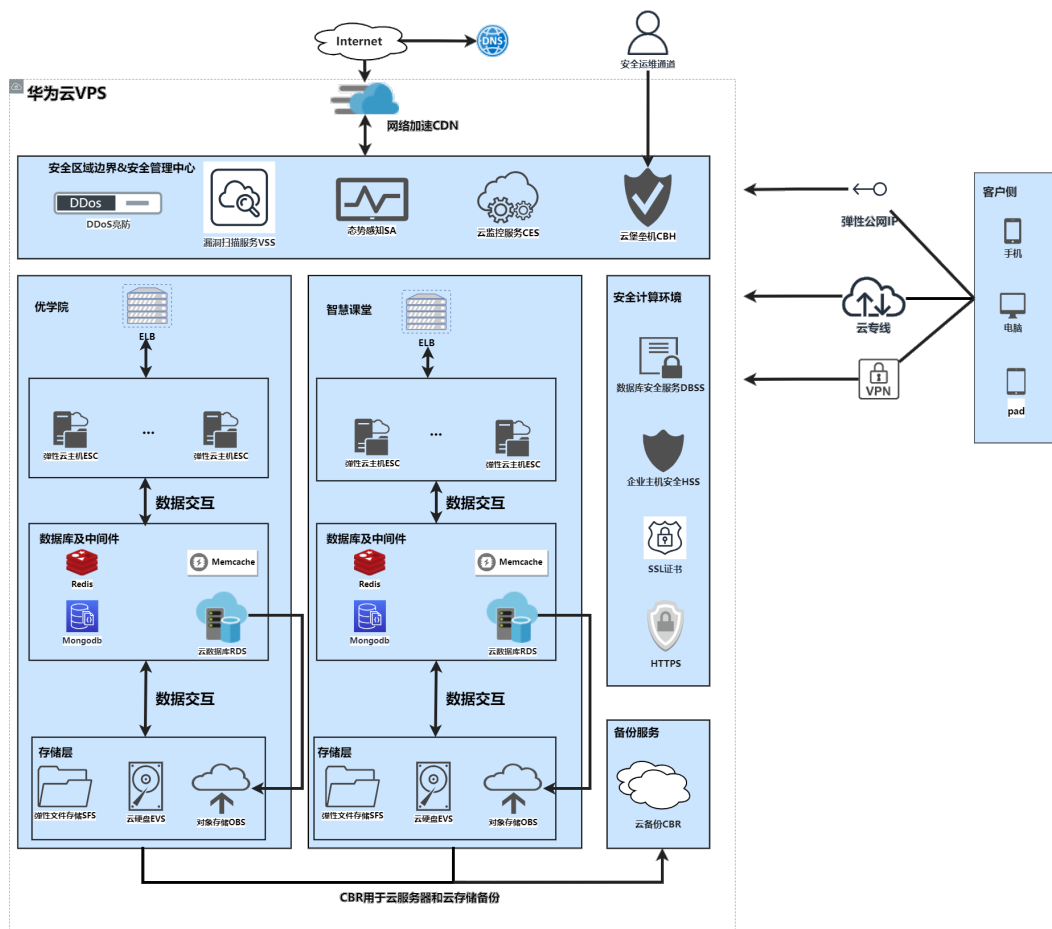 Internet
DNS
安全运维通道
华为云VPS
网络加速CDN
安全区域边界&安全管理中心
DDos
DDoS亮防
漏洞扫描服务VSS
态势感知SA
云监控服务CES
云堡垒机CBH
弹性公网IP
云专线
VPN
客户侧
手机
电脑
pad
优学院
ELB
弹性云主机ESC
...
弹性云主机ESC
数据交互
数据库及中间件
Redis
Memcache
Mongodb
云数据库RDS
数据交互
存储层
弹性文件存储SFS
云硬盘EVS
对象存储OBS
智慧课堂
ELB
弹性云主机ESC
...
弹性云主机ESC
数据交互
数据库及中间件
Redis
Memcache
Mongodb
云数据库RDS
数据交互
存储层
弹性文件存储SFS
云硬盘EVS
对象存储OBS
安全计算环境
数据库安全服务DBSS
企业主机安全HSS
SSL证书
HTTPS
备份服务
云备份CBR
CBR用于云服务器和云存储备份